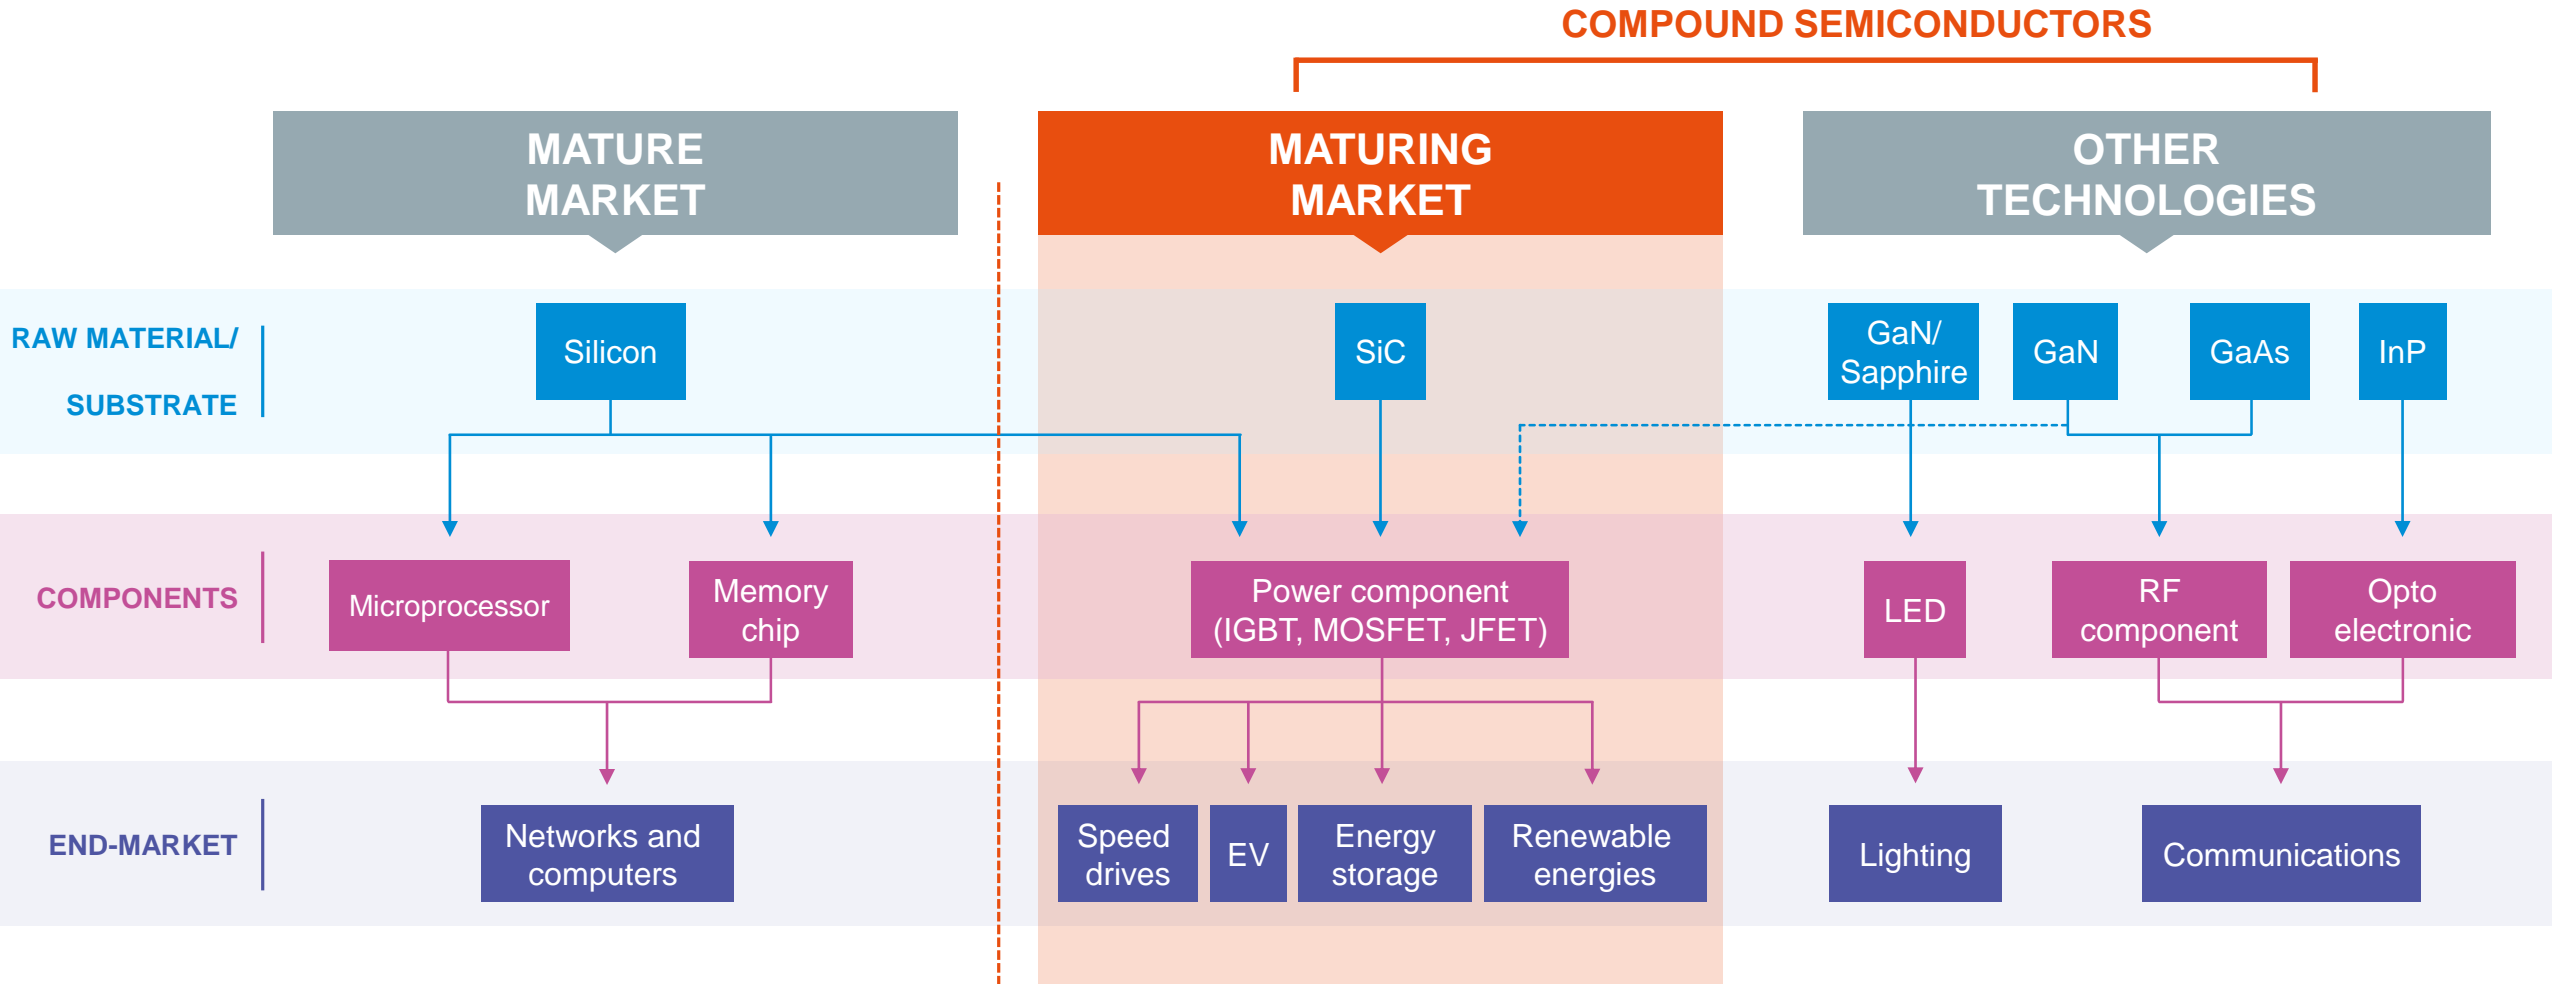 COMPOUND SEMICONDUCTORS
MATURE
MARKET
MATURING
MARKET
OTHER
TECHNOLOGIES
RAW MATERIAL/
SUBSTRATE
Silicon
SiC
GaN/
Sapphire
GaN
GaAs
InP
COMPONENTS
Microprocessor
Memory
chip
Power component
(IGBT, MOSFET, JFET)
LED
RF
component
Opto
electronic
END-MARKET
Networks and
computers
Speed
drives
EV
Energy
storage
Renewable
energies
Lighting
Communications